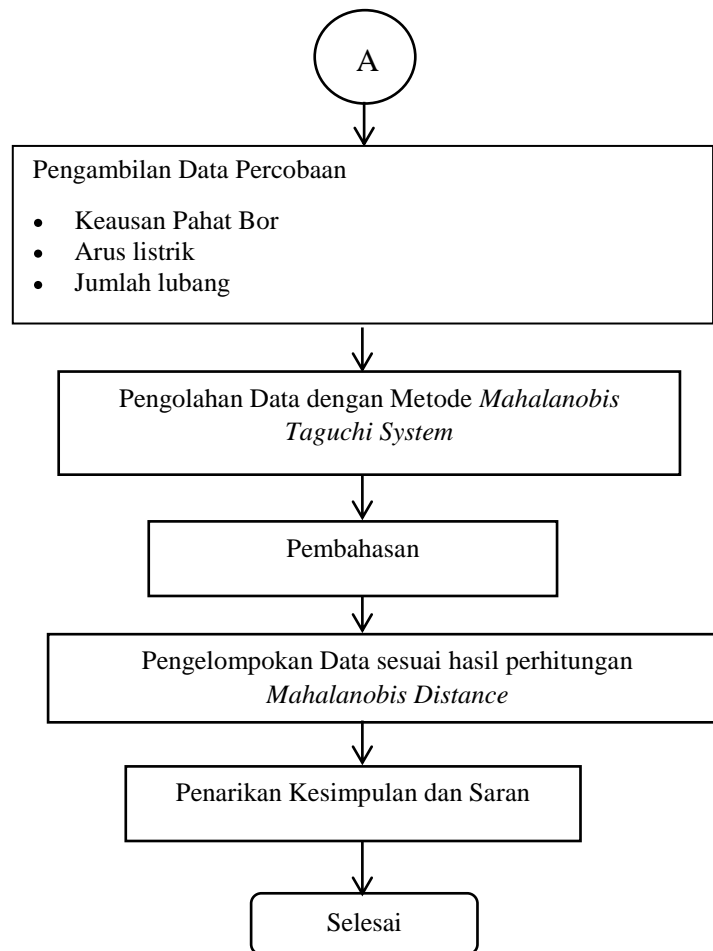 A
Pengambilan Data Percobaan
• Keausan Pahat Bor
• Arus listrik
• Jumlah lubang
Pengolahan Data dengan Metode Mahalanobis
Taguchi System
Pembahasan
Pengelompokan Data sesuai hasil perhitungan
Mahalanobis Distance
Penarikan Kesimpulan dan Saran
Selesai